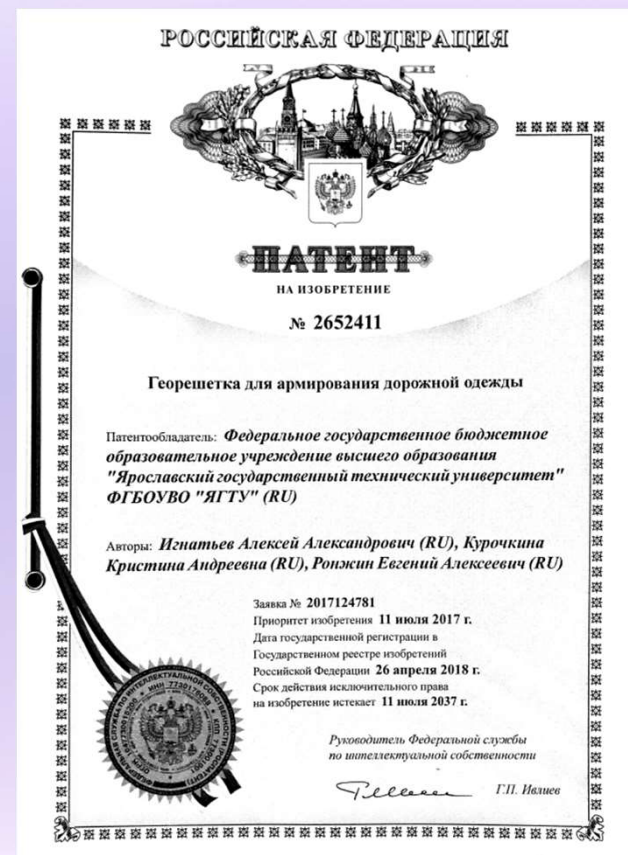 РОССИЙСКАЯ ФЕДЕРАЦИЯ
ПАТЕНТ
НА ИЗОБРЕТЕНИЕ
№ 2652411
Георешетка для армирования дорожной одежды
Патентообладатель: Федеральное государственное бюджетное
образовательное учреждение высшего образования
"Ярославский государственный технический университет"
ФГБОУВО "ЯГТУ" (RU)
Авторы: Игнатьев Алексей Александрович (RU), Курочкина
Кристина Андреевна (RU), Ронжин Евгений Алексеевич (RU)
Заявка № 2017124781
Приоритет изобретения 11 июля 2017 г.
Дата государственной регистрации в
Государственном реестре изобретений
Российской Федерации 26 апреля 2018 г.
Срок действия исключительного права
на изобретение истекает 11 июля 2037 г.
Руководитель Федеральной службы
по интеллектуальной собственности
Г.П. Ивлиев